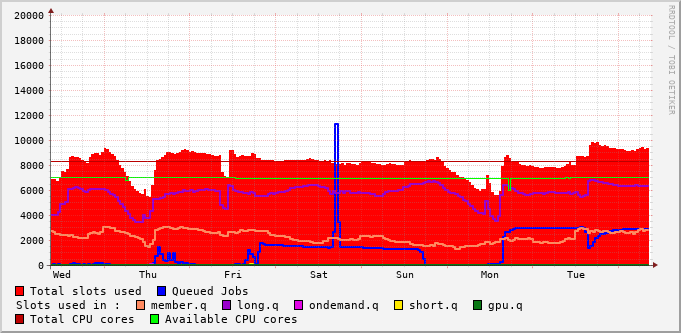 20000
18000
16000
14000
12000
10000
8000
6000
4000
2000
0
Wed Thu Fri Sat Sun Mon Tue
RRDTOOL / TOBI OETIKER
Total slots used Queued Jobs
Slots used in : member.q long.q ondemand.q short.q gpu.q
Total CPU cores Available CPU cores